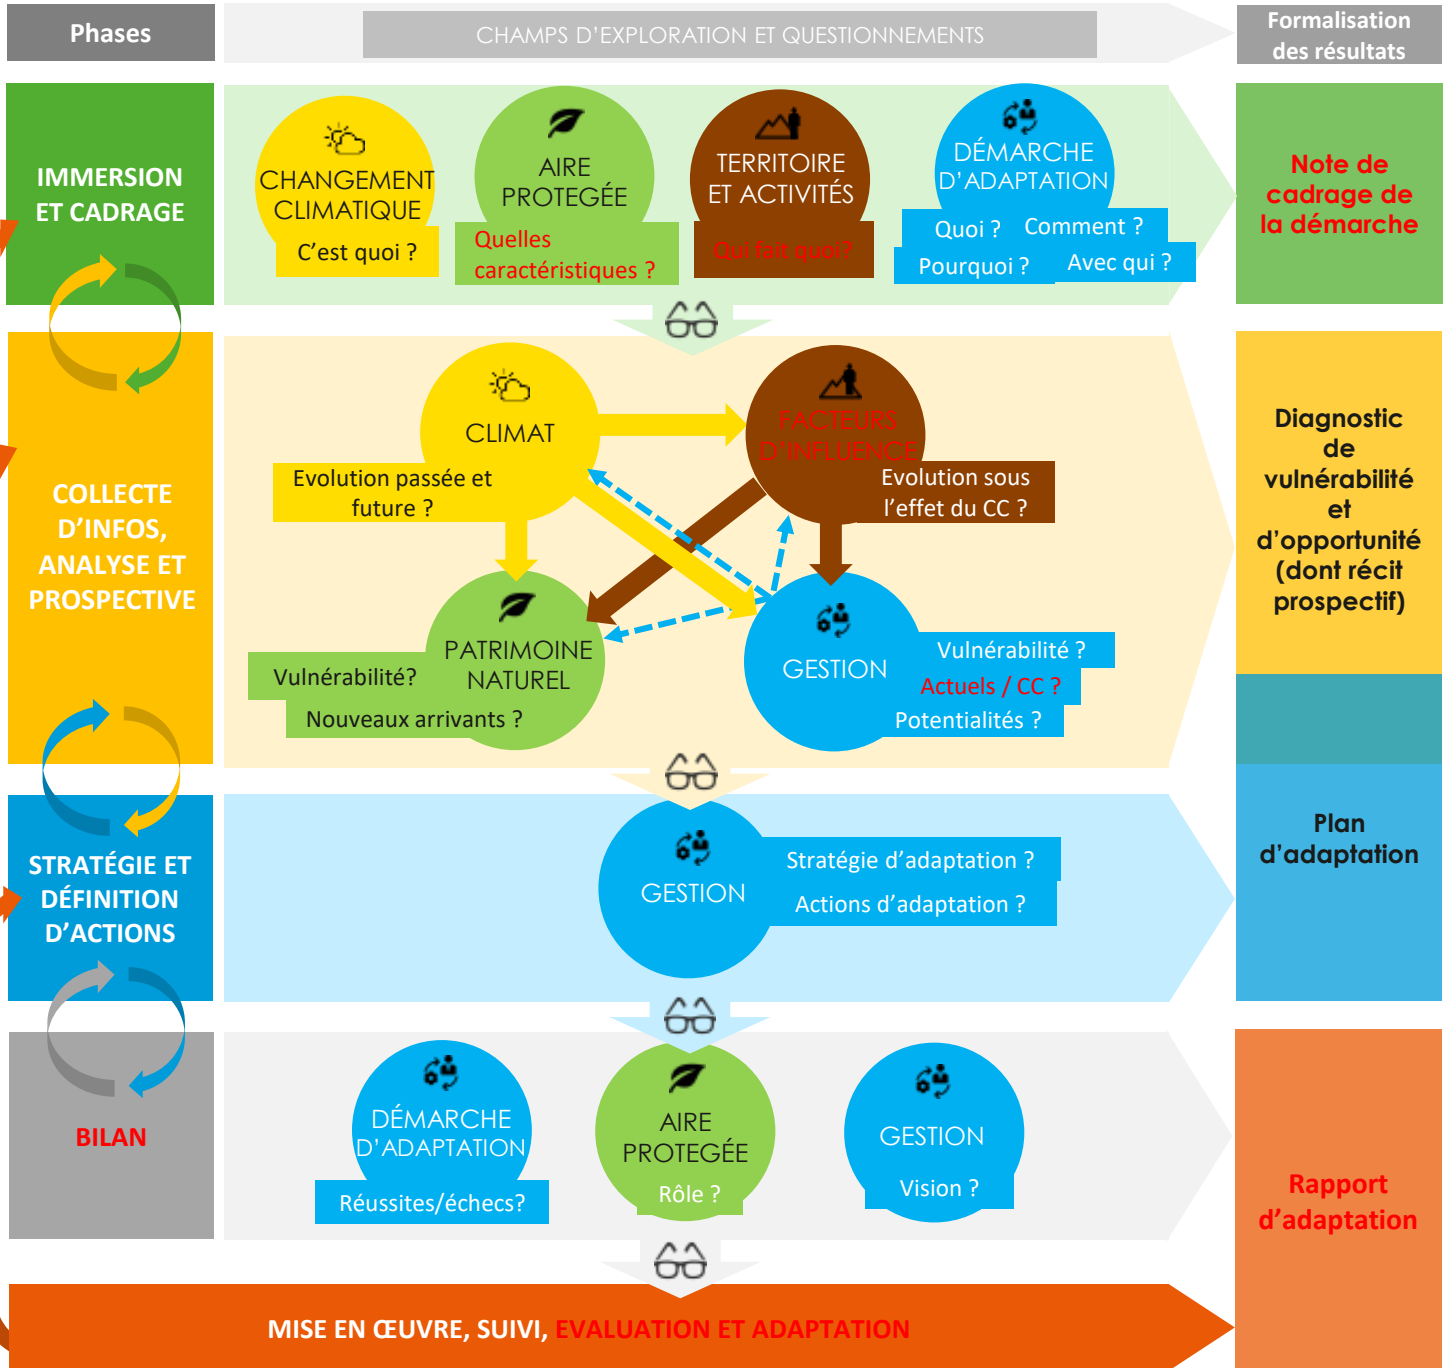 Phases
CHAMPS D'EXPLORATION ET QUESTIONNEMENTS
Formalisation
des résultats
IMMERSION
ET CADRAGE
CHANGEMENT
CLIMATIQUE
C'est quoi ?
AIRE
PROTEGÉE
Quelles
caractéristiques ?
TERRITOIRE
ET ACTIVITÉS
Qui fait quoi?
DÉMARCHE
D'ADAPTATION
Quoi ?
Comment ?
Pourquoi ?
Avec qui ?
Note de
cadrage de
la démarche
COLLECTE
D'INFOS,
ANALYSE ET
PROSPECTIVE
CLIMAT
Evolution passée et
future ?
FACTEURS
D'INFLUENCE
Evolution sous
l'effet du CC ?
PATRIMOINE
NATUREL
Vulnérabilité?
Nouveaux arrivants ?
GESTION
Vulnérabilité ?
Actuels / CC ?
Potentialités ?
Diagnostic
de
vulnérabilité
et
d'opportunité
(dont récit
prospectif)
STRATÉGIE ET
DÉFINITION
D'ACTIONS
GESTION
Stratégie d'adaptation ?
Actions d'adaptation ?
Plan
d'adaptation
BILAN
DÉMARCHE
D'ADAPTATION
Réussites/échecs?
AIRE
PROTEGÉE
Rôle ?
GESTION
Vision ?
Rapport
d'adaptation
MISE EN ŒUVRE, SUIVI, EVALUATION ET ADAPTATION